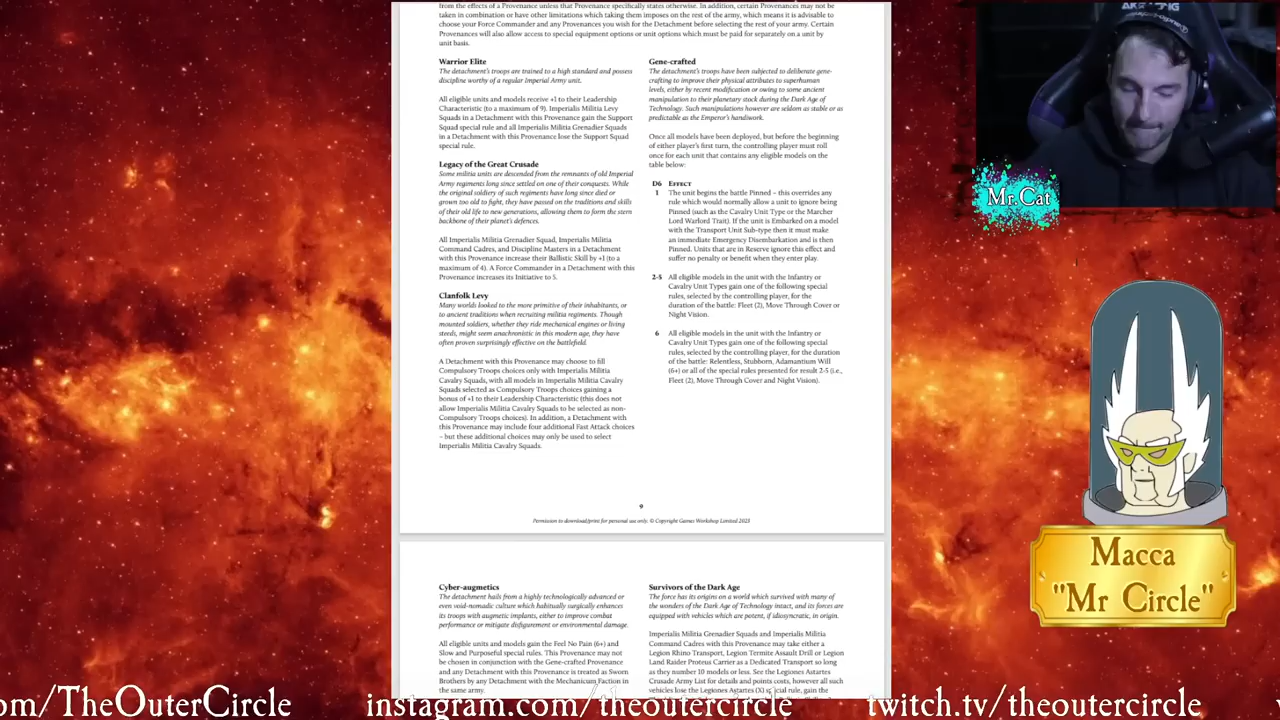 from the effects of a Provenance unless that Provenance specifically states otherwise. In addition, certain Provenances may not be
taken in combination or have other limitations which taking them imposes on the rest of the army, which means it is advisable to
choose your Force Commander and any Provenances you wish for the Detachment before selecting the rest of your army. Certain
Provenances will also allow access to special equipment options or unit options which must be paid for separately on a unit by
unit basis.
Warrior Elite
The detachment's troops are trained to a high standard and possess
discipline worthy of a regular Imperial Army unit.
All eligible units and models receive +1 to their Leadership
Characteristic (to a maximum of 9). Imperialis Militia Levy
Squads in a Detachment with this Provenance gain the Support
Squad special rule and all Imperialis Militia Grenadier Squads
in a Detachment with this Provenance lose the Support Squad
special rule.
Legacy of the Great Crusade
Some militia units are descended from the remnants of old Imperial
Army regiments long since settled on one of their conquests. While
the original soldiery of such regiments have long since died or
grown too old to fight, they have passed on the traditions and skills
of their old life to new generations, allowing them to form the stern
backbone of their planet's defences.
All Imperialis Militia Grenadier Squad, Imperialis Militia
Command Cadres, and Discipline Masters in a Detachment
with this Provenance increase their Ballistic Skill by +1 (to a
maximum of 4). A Force Commander in a Detachment with this
Provenance increases its Initiative to 5.
Clanfolk Levy
Many worlds looked to the more primitive of their inhabitants, or
to ancient traditions when recruiting militia regiments. Though
mounted soldiers, whether they ride mechanical engines or living
steeds, might seem anachronistic in this modern age, they have
often proven surprisingly effective on the battlefield.
A Detachment with this Provenance may choose to fill
Compulsory Troops choices only with Imperialis Militia
Cavalry Squads, with all models in Imperialis Militia Cavalry
Squads selected as Compulsory Troops choices gaining a
bonus of +1 to their Leadership Characteristic (this does not
allow Imperialis Militia Cavalry Squads to be selected as non-
Compulsory Troops choices). In addition, a Detachment with
this Provenance may include four additional Fast Attack choices
– but these additional choices may only be used to select
Imperialis Militia Cavalry Squads.
Gene-crafted
The detachment's troops have been subjected to deliberate gene-
crafting to improve their physical attributes to superhuman
levels, either by recent modification or owing to some ancient
manipulation to their planetary stock during the Dark Age of
Technology. Such manipulations however are seldom as stable or as
predictable as the Emperor's handiwork.
Once all models have been deployed, but before the beginning
of either player's first turn, the controlling player must roll
once for each unit that contains any eligible models on the
table below:
D6 Effect
1 The unit begins the battle Pinned – this overrides any
rule which would normally allow a unit to ignore being
Pinned (such as the Cavalry Unit Type or the Marcher
Lord Warlord Trait). If the unit is Embarked on a model
with the Transport Unit Sub-type then it must make
an immediate Emergency Disembarkation and is then
Pinned. Units that are in Reserve ignore this effect and
suffer no penalty or benefit when they enter play.
2-5 All eligible models in the unit with the Infantry or
Cavalry Unit Types gain one of the following special
rules, selected by the controlling player, for the
duration of the battle: Fleet (2), Move Through Cover or
Night Vision.
6 All eligible models in the unit with the Infantry or
Cavalry Unit Types gain one of the following special
rules, selected by the controlling player, for the duration
of the battle: Relentless, Stubborn, Adamantium Will
(6+) or all of the special rules presented for result 2-5 (i.e.,
Fleet (2), Move Through Cover and Night Vision).
9
Permission to download/print for personal use only. © Copyright Games Workshop Limited 2023
Cyber-augmetics
The detachment hails from a highly technologically advanced or
even void-nomadic culture which habitually surgically enhances
its troops with augmetic implants, either to improve combat
performance or mitigate disfigurement or environmental damage.
All eligible units and models gain the Feel No Pain (6+) and
Slow and Purposeful special rules. This Provenance may not
be chosen in conjunction with the Gene-crafted Provenance
and any Detachment with this Provenance is treated as Sworn
Brothers by any Detachment with the Mechanicum Faction in
the same army.
Survivors of the Dark Age
The force has its origins on a world which survived with many of
the wonders of the Dark Age of Technology intact, and its forces are
equipped with vehicles which are potent, if idiosyncratic, in origin.
Imperialis Militia Grenadier Squads and Imperialis Militia
Command Cadres with this Provenance may take either a
Legion Rhino Transport, Legion Termite Assault Drill or Legion
Land Raider Proteus Carrier as a Dedicated Transport so long
as they number 10 models or less. See the Legiones Astartes
Crusade Army List for details and points costs, however all such
vehicles lose the Legiones Astartes (X) special rule, gain the
Mr.Cat
Macca
"Mr Circle"
m/TheOuterCircle instagram.com/theoutercircle twitch.tv/theoutercircle